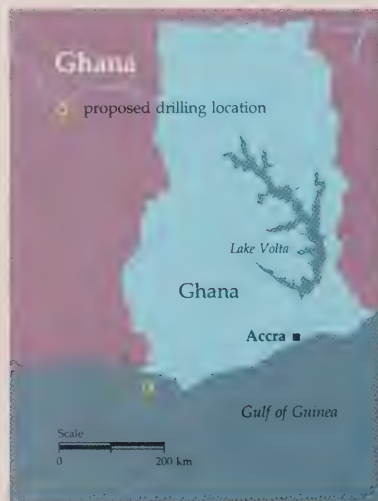 Ghana
proposed drilling location
Lake Volta
Ghana
Accra
Gulf of Guinea
Scale
0 200 km